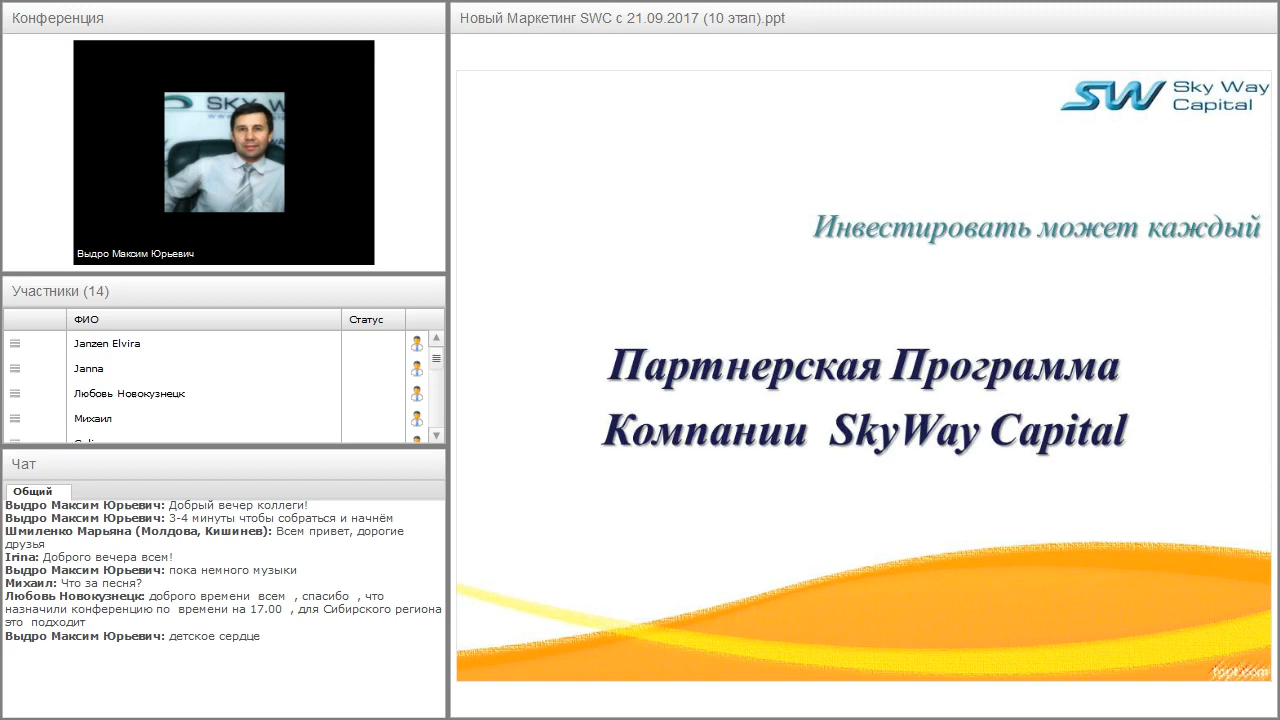 Конференция
SKY W
Выдро Максим Юрьевич
Участники (14)
ФИО
Статус
Janzen Elvira
Janna
Любовь Новокузнецк
Михаил
Чат
Общий
Выдро Максим Юрьевич: Добрый вечер коллеги!
Выдро Максим Юрьевич: 3-4 минуты чтобы собраться и начнём
Шмиленко Марьяна (Молдова, Кишинев): Всем привет, дорогие
друзья
Irina: Доброго вечера всем!
Выдро Максим Юрьевич: пока немного музыки
Михаил: Что за песня?
Любовь Новокузнецк: доброго времени всем , спасибо , что
назначили конференцию по времени на 17.00 , для Сибирского региона
это подходит
Выдро Максим Юрьевич: детское сердце
Новый Маркетинг SWC с 21.09.2017 (10 этап).ppt
SW Sky Way
Capital
Инвестировать может каждый
Партнерская Программа
Компании SkyWay Capital
fppt.com